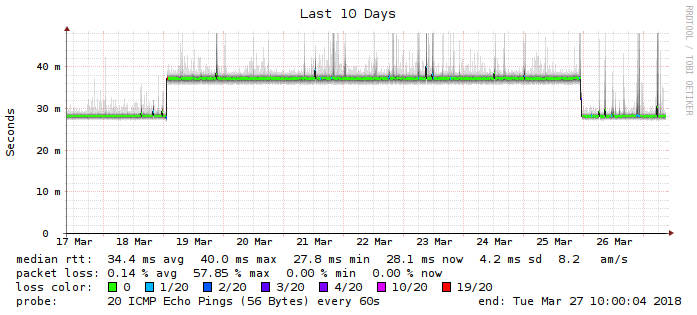 Last 10 Days
RRDTOOL / TOBI OETIKER
Seconds
40 m
30 m
20 m
10 m
0
17 Mar 18 Mar 19 Mar 20 Mar 21 Mar 22 Mar 23 Mar 24 Mar 25 Mar 26 Mar
median rtt: 34.4 ms avg 40.0 ms max 27.8 ms min 28.1 ms now 4.2 ms sd 8.2 am/s
packet loss: 0.14 % avg 57.85 % max 0.00 % min 0.00 % now
loss color: 0 1/20 2/20 3/20 4/20 10/20 19/20
probe: 20 ICMP Echo Pings (56 Bytes) every 60s end: Tue Mar 27 10:00:04 2018